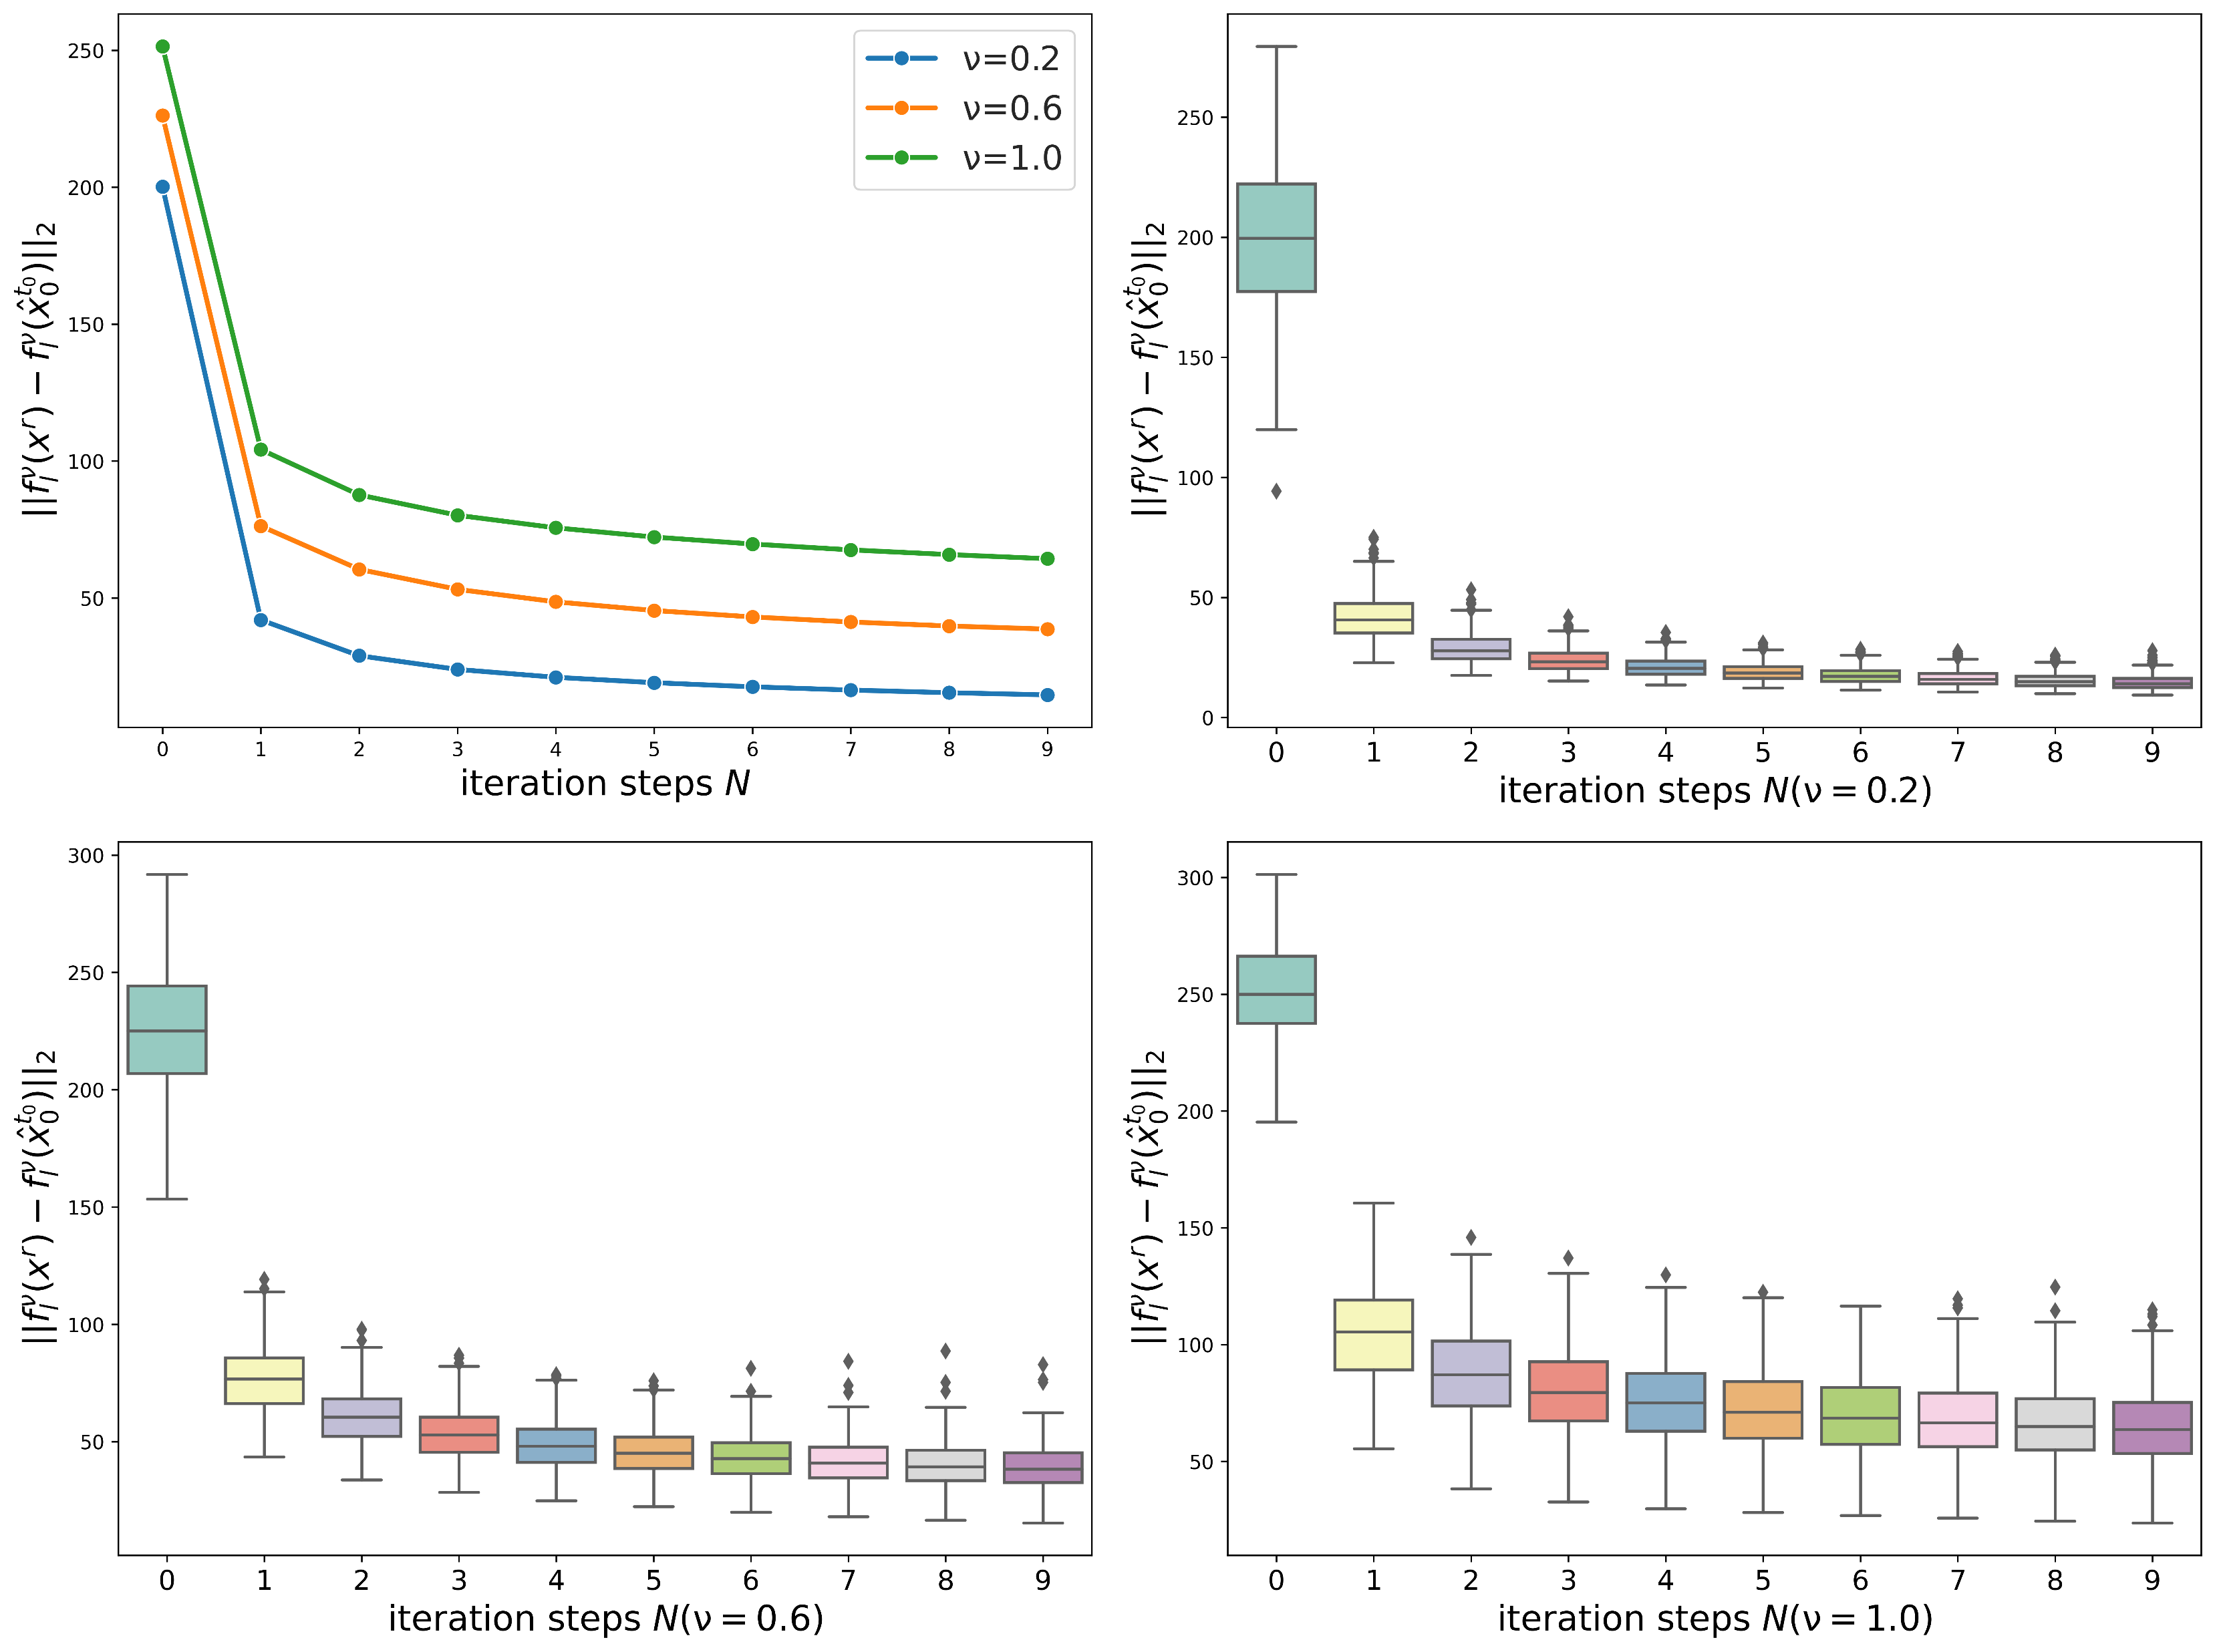 250
200
150
100
50
||f_l^ν(x^r) − f_l^ν(x̂_0^{t_0})||_2
ν=0.2
ν=0.6
ν=1.0
0 1 2 3 4 5 6 7 8 9
iteration steps N
250
200
150
100
50
0
||f_l^ν(x^r) − f_l^ν(x̂_0^{t_0})||_2
0 1 2 3 4 5 6 7 8 9
iteration steps N(ν = 0.2)
300
250
200
150
100
50
||f_l^ν(x^r) − f_l^ν(x̂_0^{t_0})||_2
0 1 2 3 4 5 6 7 8 9
iteration steps N(ν = 0.6)
300
250
200
150
100
50
||f_l^ν(x^r) − f_l^ν(x̂_0^{t_0})||_2
0 1 2 3 4 5 6 7 8 9
iteration steps N(ν = 1.0)